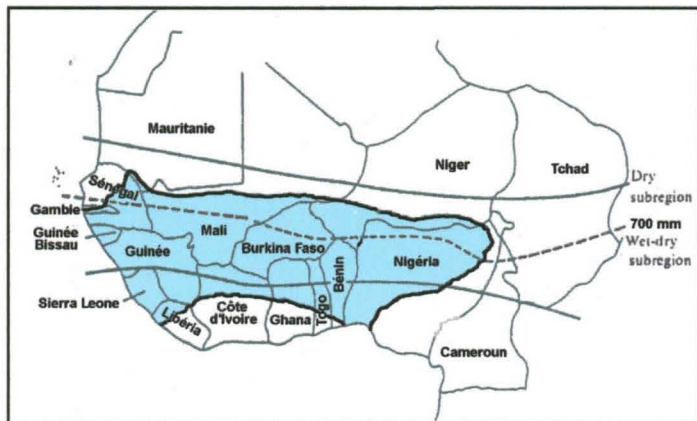 Mauritanie
Niger
Tchad
Dry
subregion
Sénégal
Gambie
700 mm
Mali
Guinée
Bissau
Wet-dry
subregion
Burkina Faso
Guinée
Bénin
Nigéria
Sierra Leone
Côte
d'Ivoire
Togo
Libéria
Ghana
Cameroun